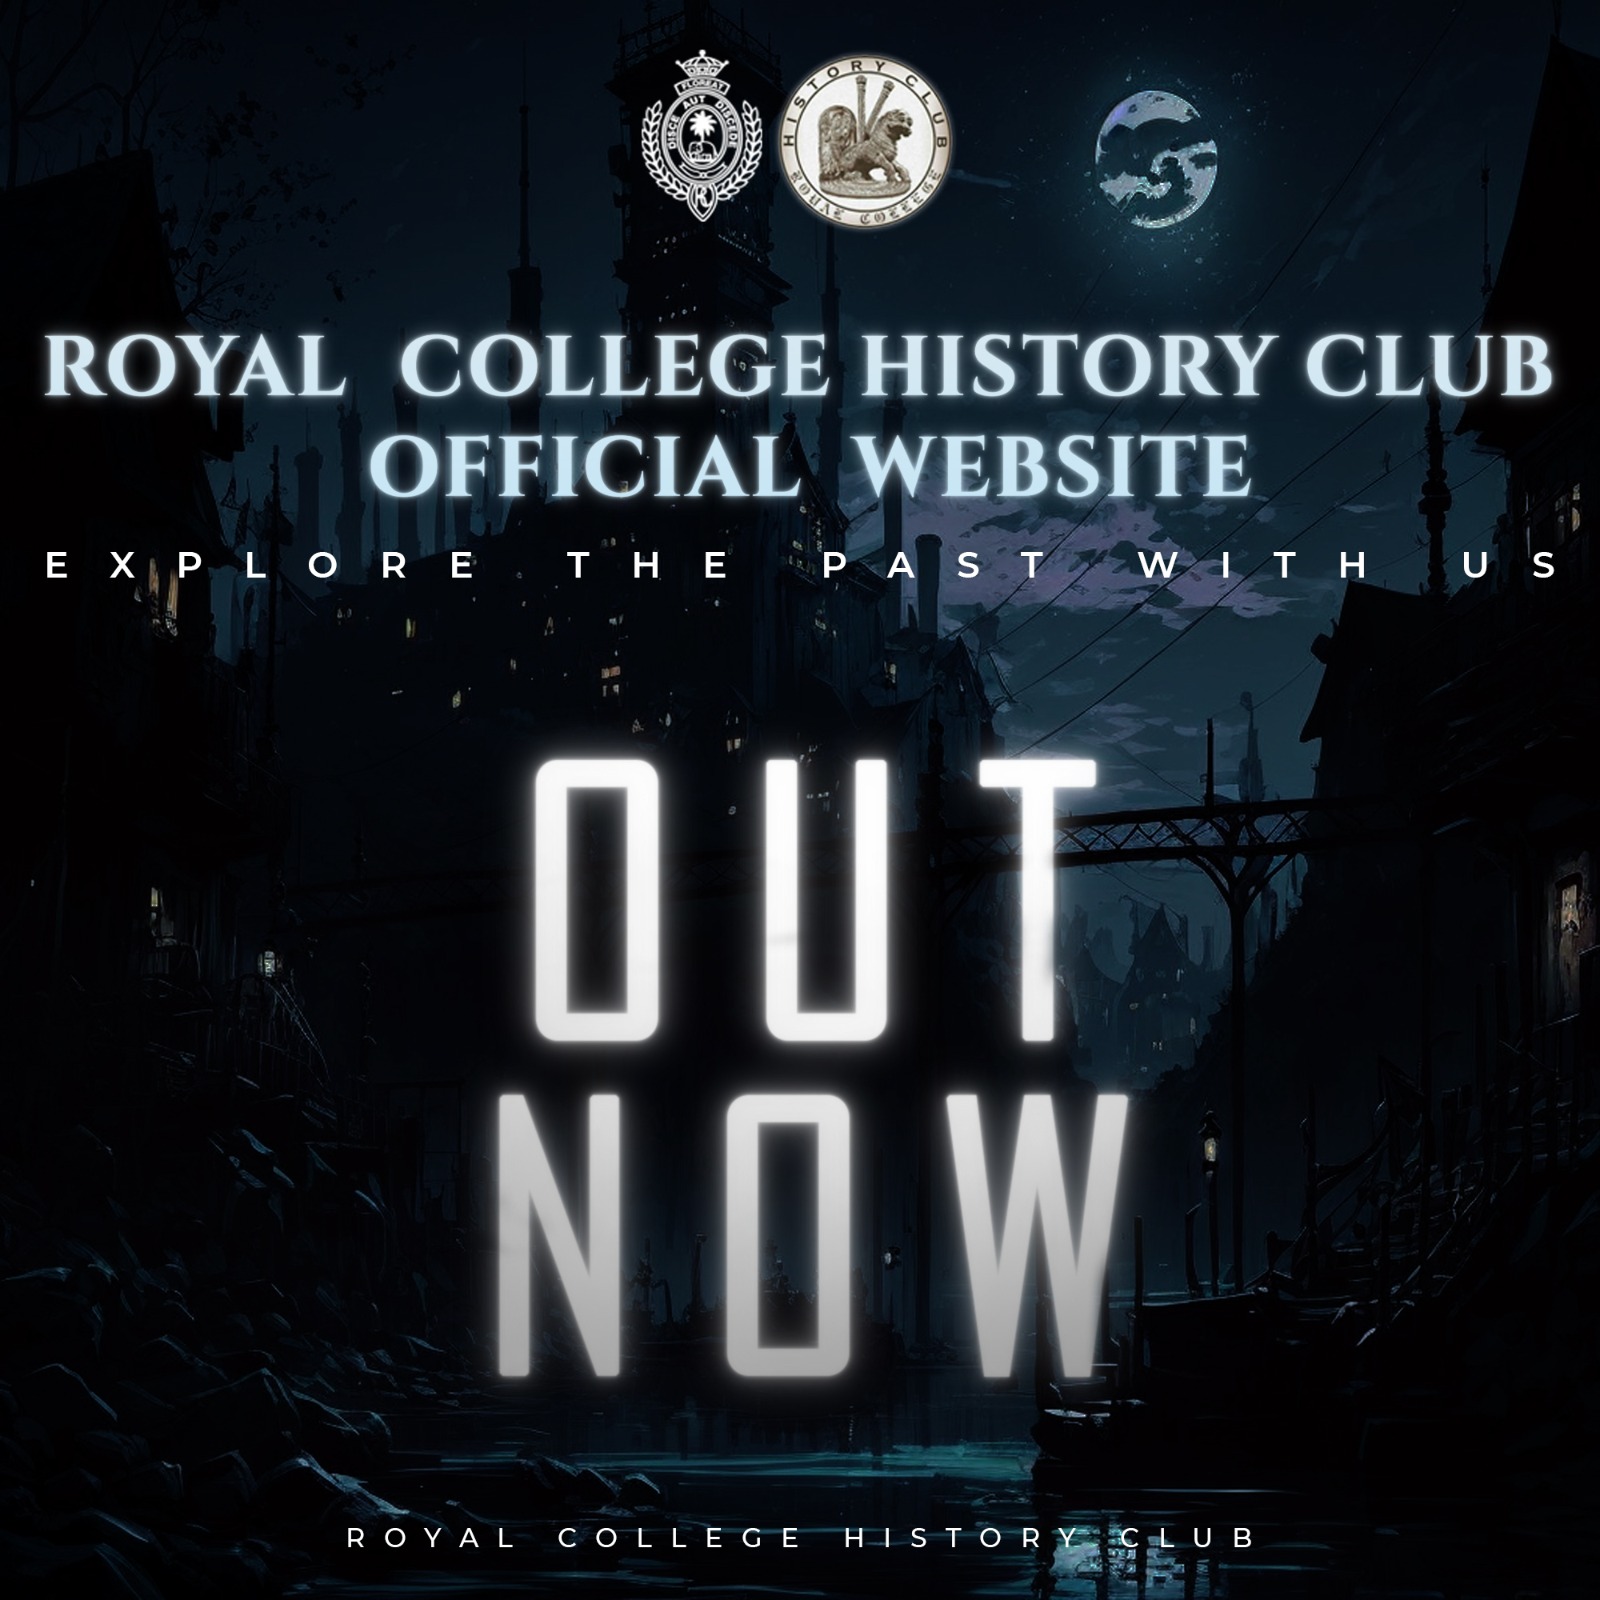 FLOREAT
DISCE AUT DISCEDE
HISTORY CLUB
ROYAL COLLEGE
ROYAL COLLEGE HISTORY CLUB
OFFICIAL WEBSITE
EXPLORE THE PAST WITH US
OUT
NOW
ROYAL COLLEGE HISTORY CLUB